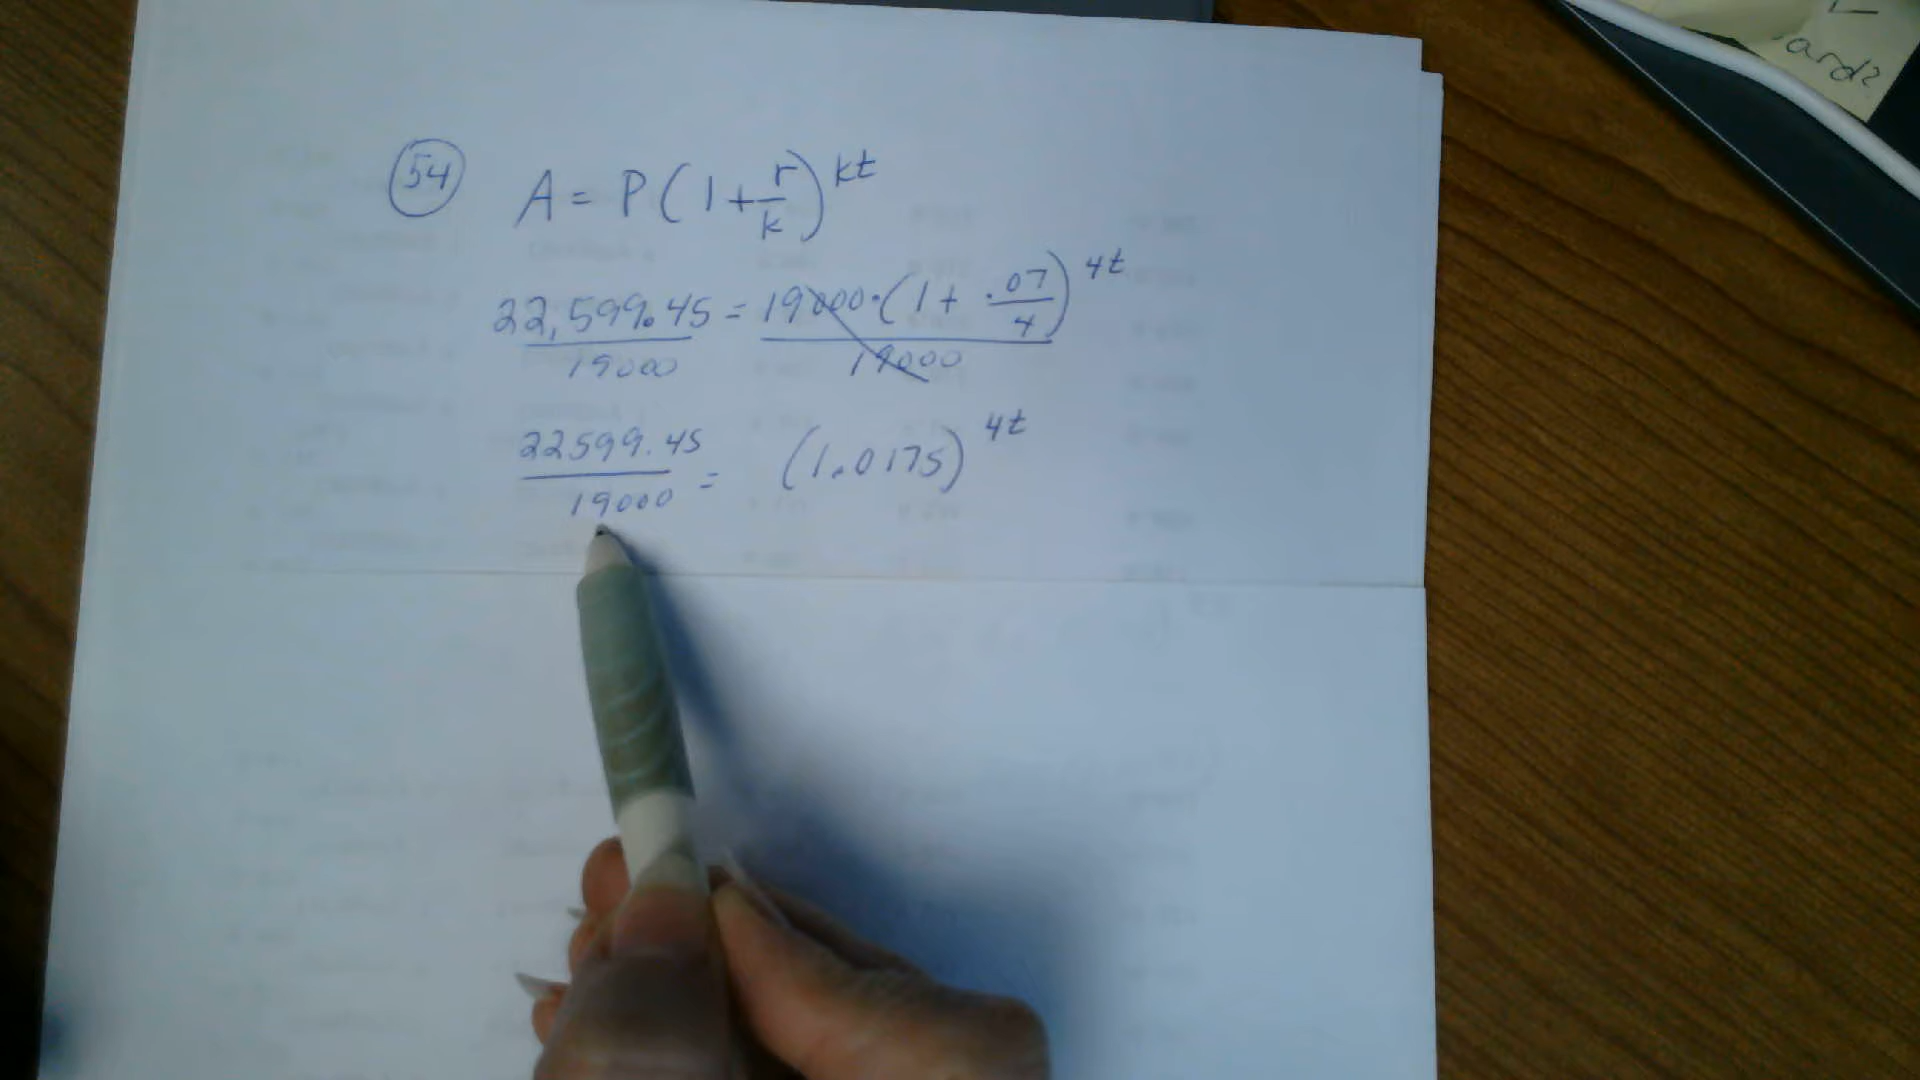 54 A = P(1 + r/k)^kt
22,599.45 / 19000 = 19000·(1 + .07/4)^4t / 19000
22599.45 / 19000 = (1.0175)^4t